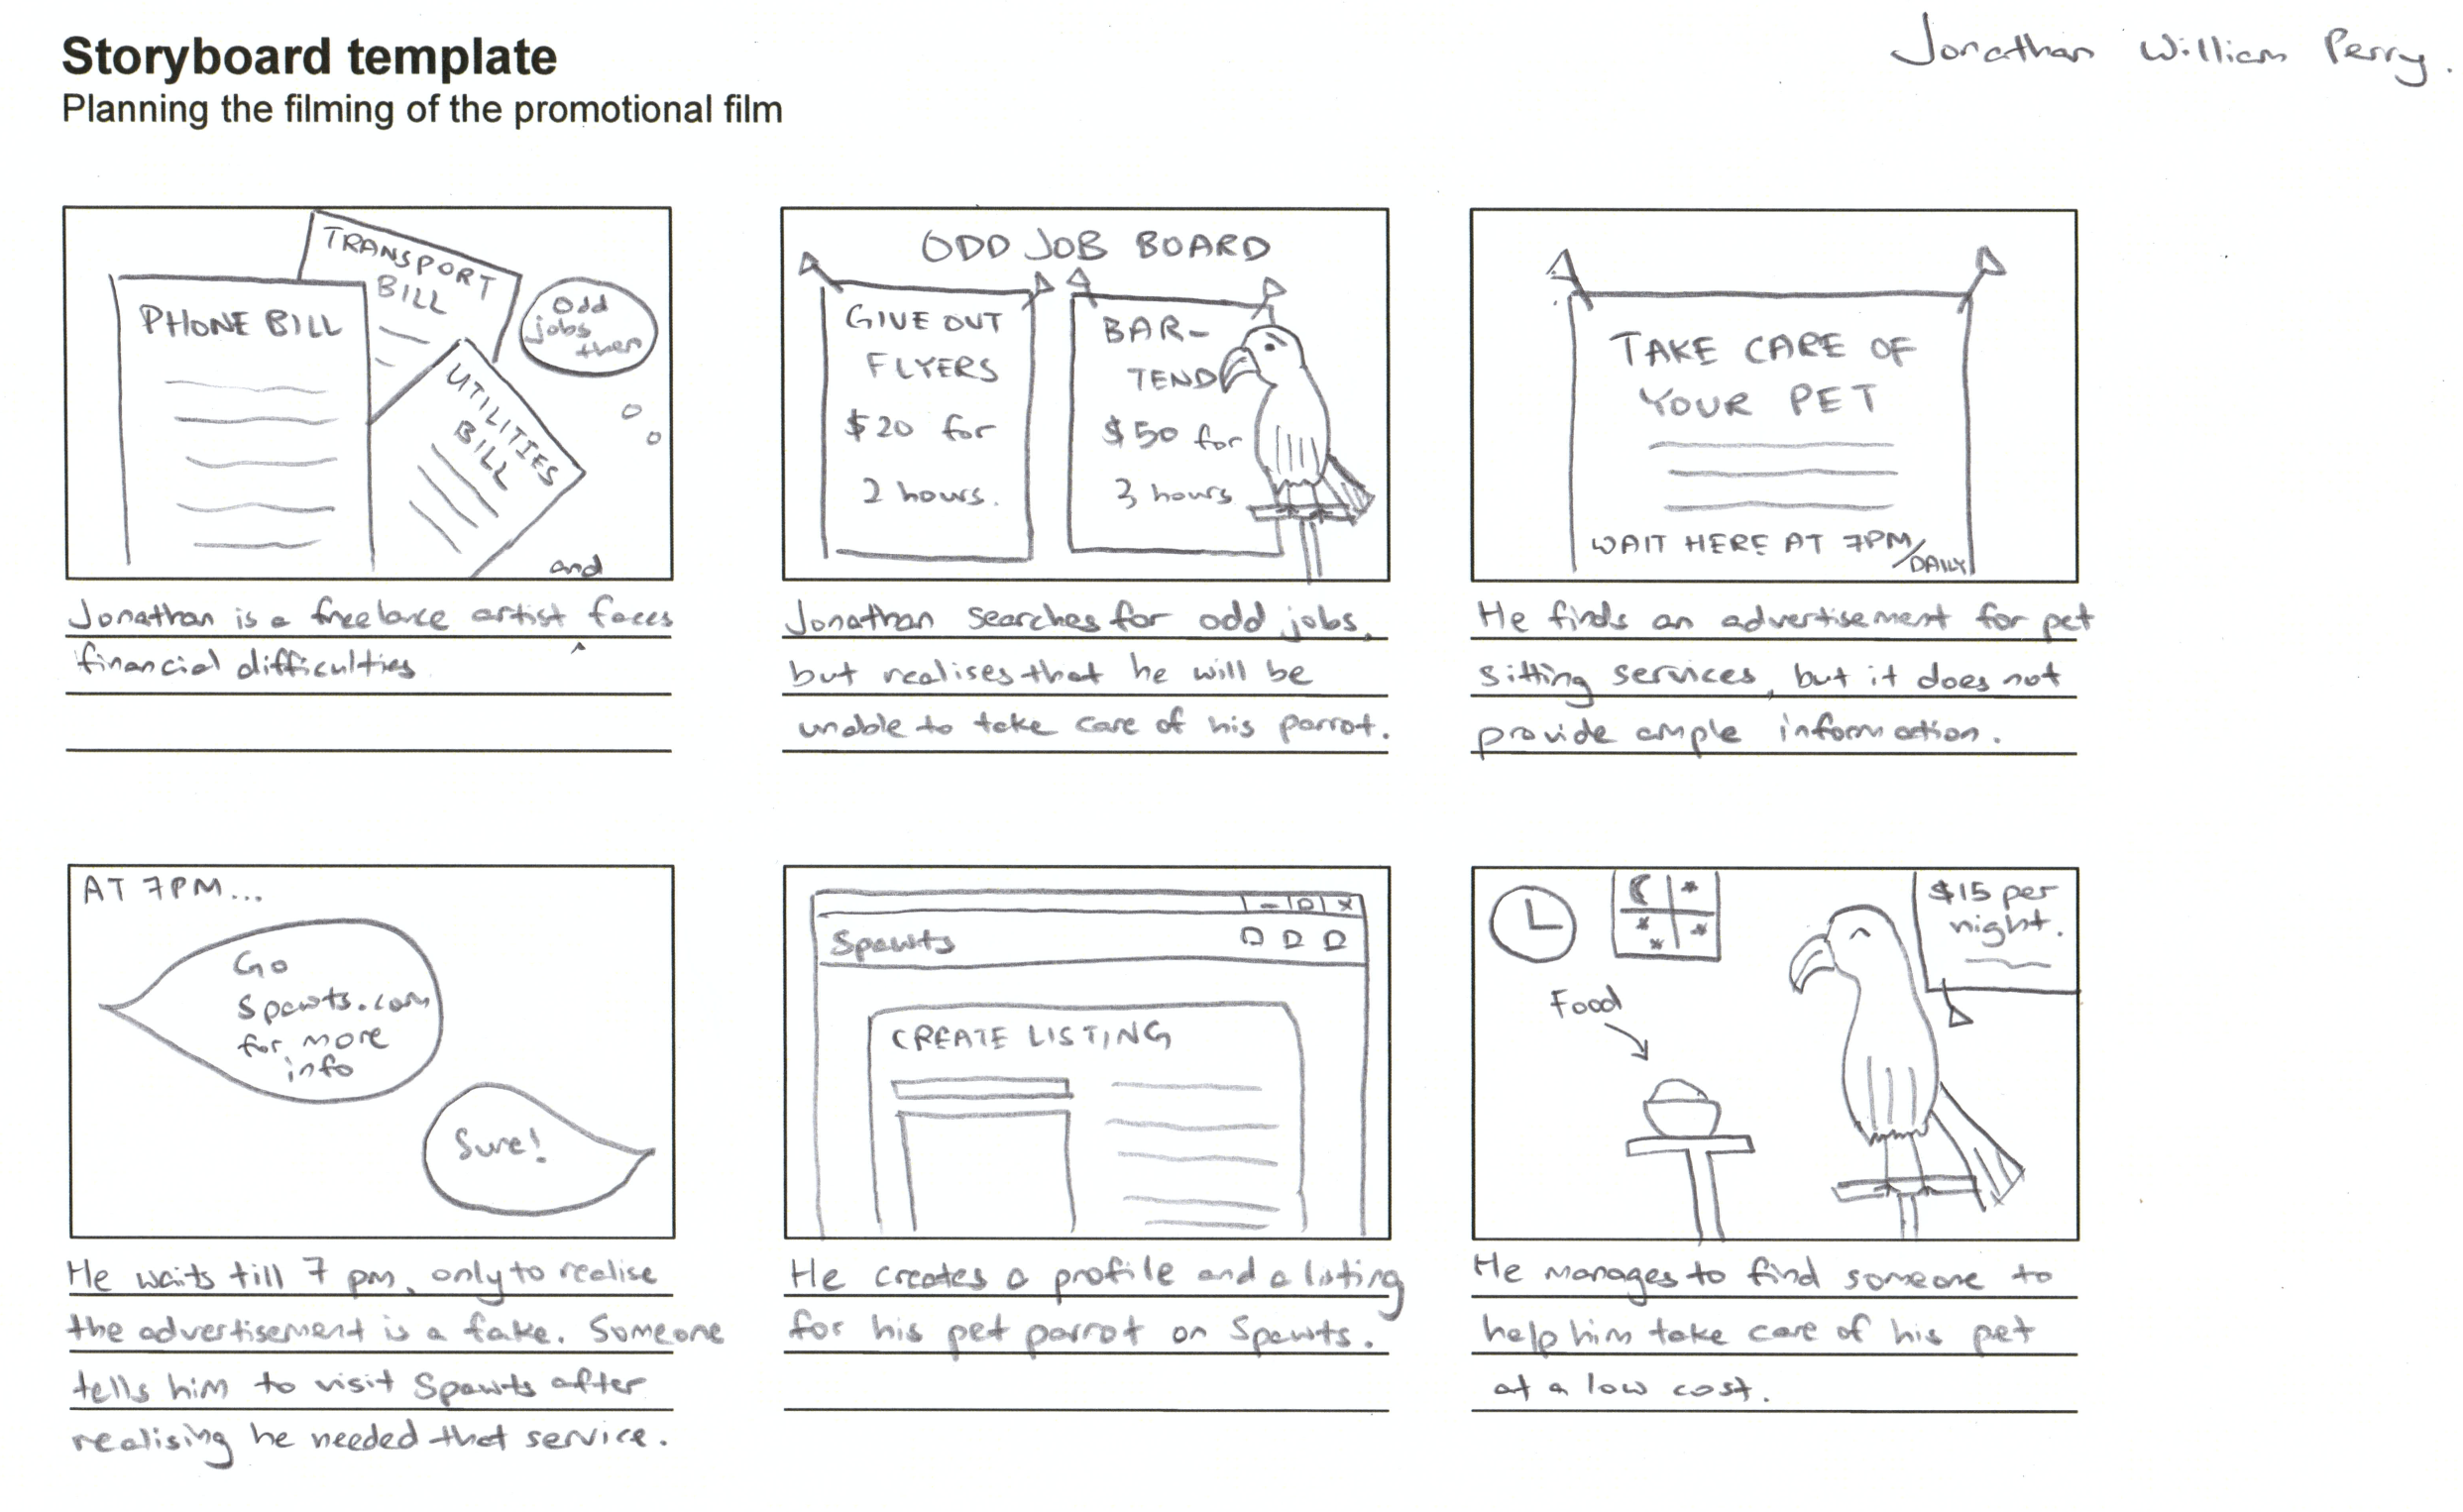 Storyboard template
Planning the filming of the promotional film
Jonathan William Perry.
TRANSPORT
BILL
PHONE BILL
UTILITIES
BILL
Odd
jobs
then
and
Jonathan is a freelance artist ^ faces
financial difficulties
ODD JOB BOARD
GIVE OUT
FLYERS
$20 for
2 hours.
BAR-
TEND
$50 for
3 hours
Jonathan searches for odd jobs,
but realises that he will be
unable to take care of his parrot.
TAKE CARE OF
YOUR PET
WAIT HERE AT 7PM/DAILY
He finds an advertisement for pet
sitting services, but it does not
provide ample information.
AT 7PM...
Go
spawts.com
for more
info
Sure!
He waits till 7 pm, only to realise
the advertisement is a fake. Someone
tells him to visit Spawts after
realising he needed that service.
Spawts
CREATE LISTING
He creates a profile and a listing
for his pet parrot on Spawts.
$15 per
night.
Food
He manages to find someone to
help him take care of his pet
at a low cost.